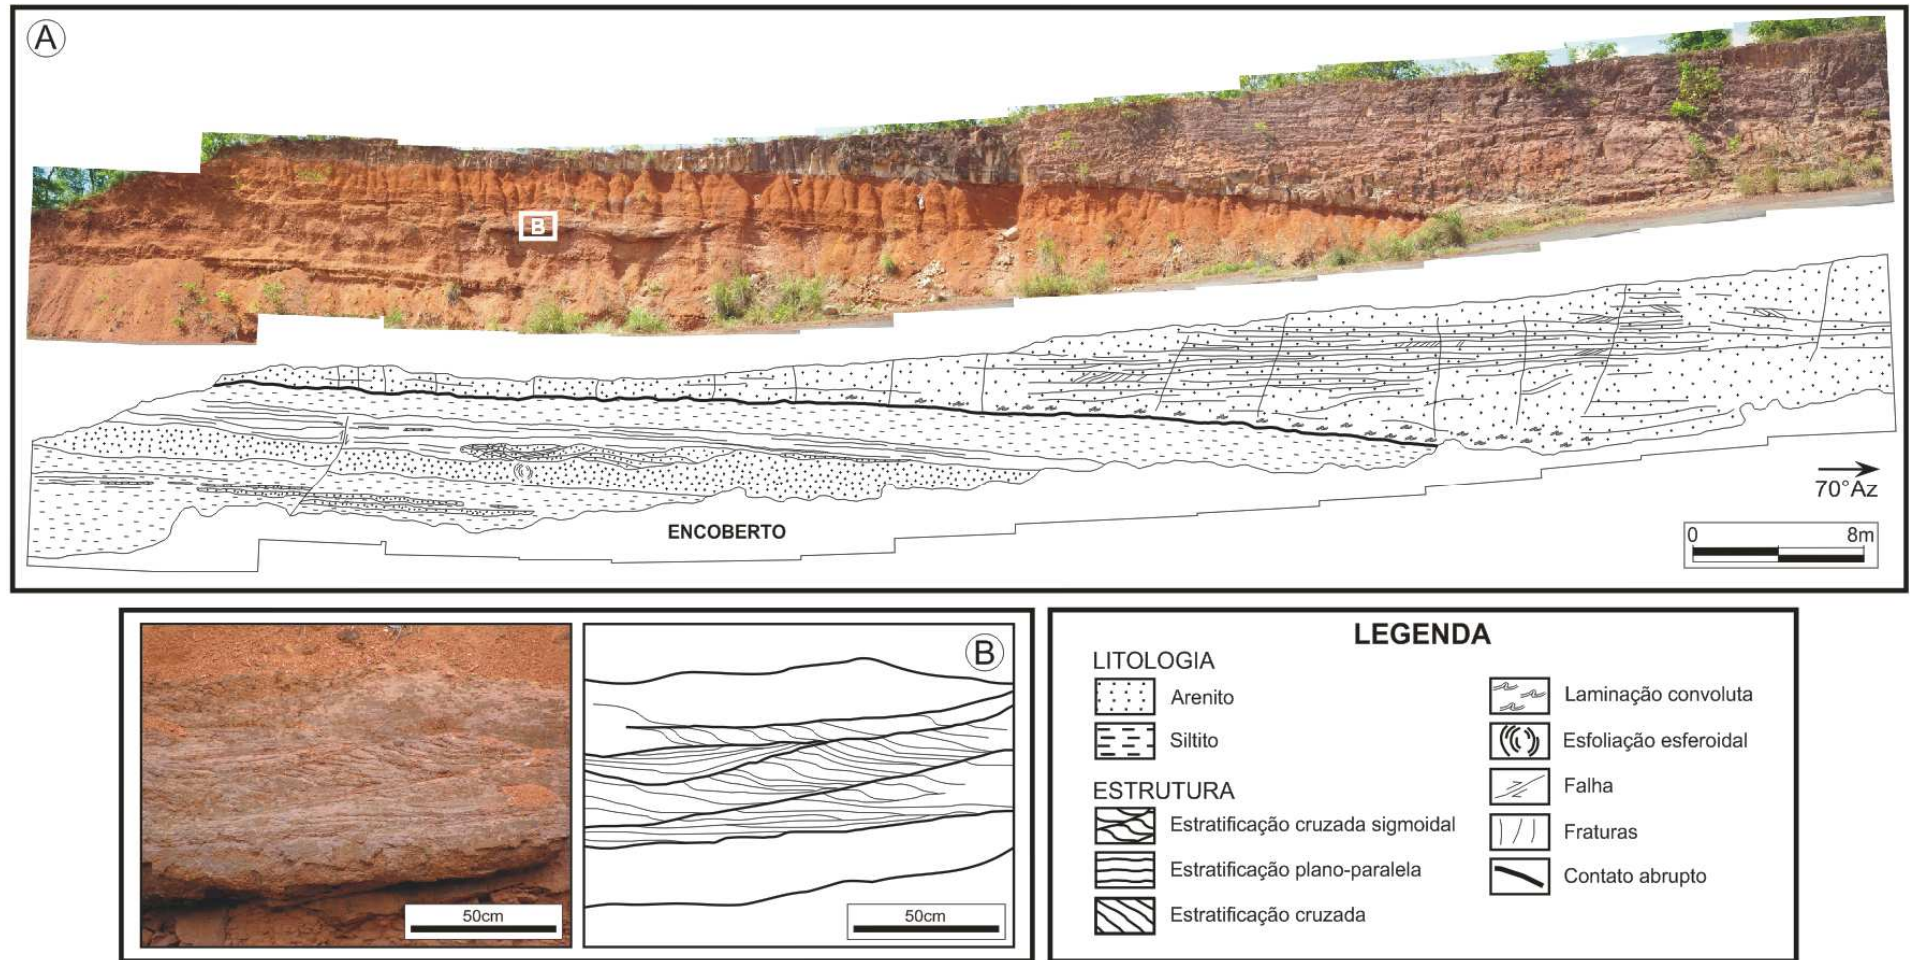 A
B
ENCOBERTO
70°Az
0 8m
B
50cm
50cm
LEGENDA
LITOLOGIA
Arenito
Siltito
ESTRUTURA
Estratificação cruzada sigmoidal
Estratificação plano-paralela
Estratificação cruzada
Laminação convoluta
Esfoliação esferoidal
Falha
Fraturas
Contato abrupto